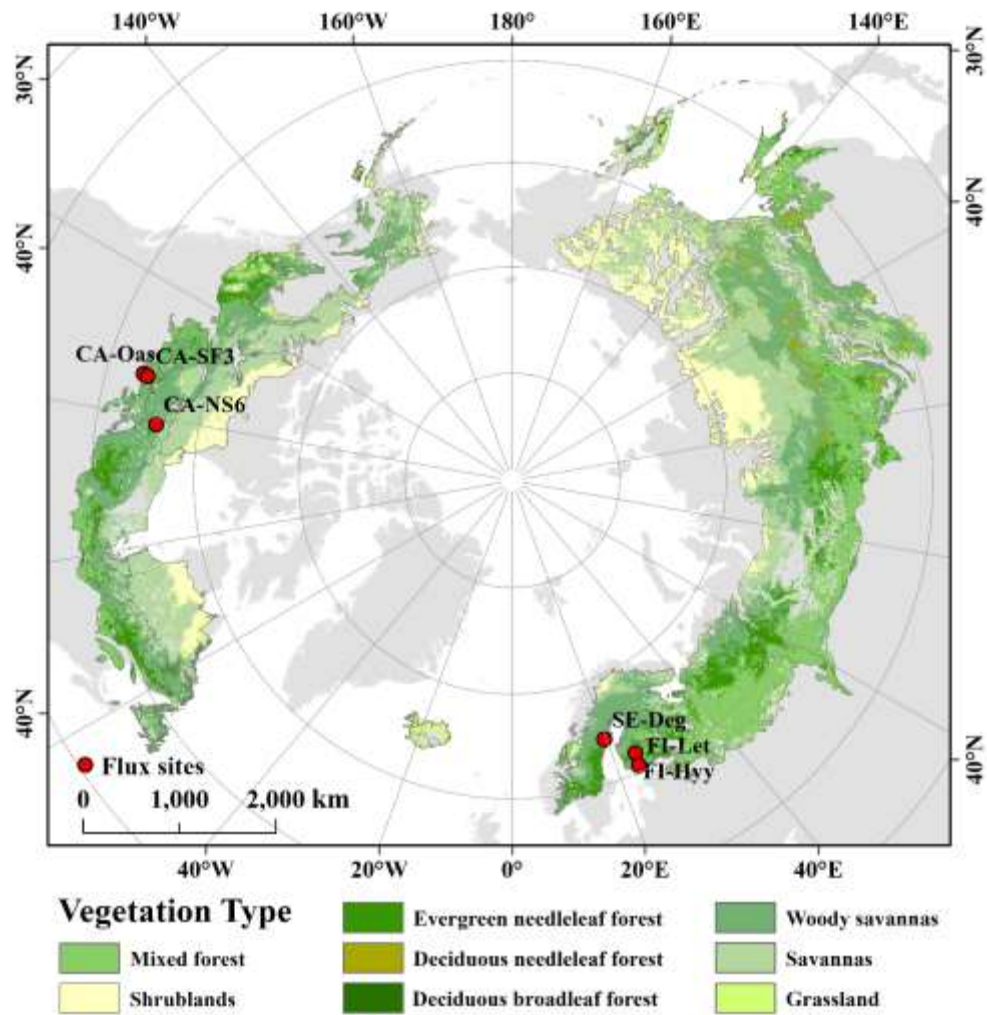 140°W 160°W 180° 160°E 140°E
30°N 30°N
40°N 40°N
CA-Oas CA-SF3
CA-NS6
SE-Deg
FI-Let
FI-Hyy
40°N 40°N
Flux sites
0 1,000 2,000 km
40°W 20°W 0° 20°E 40°E
Vegetation Type
Mixed forest
Shrublands
Evergreen needleleaf forest
Deciduous needleleaf forest
Deciduous broadleaf forest
Woody savannas
Savannas
Grassland